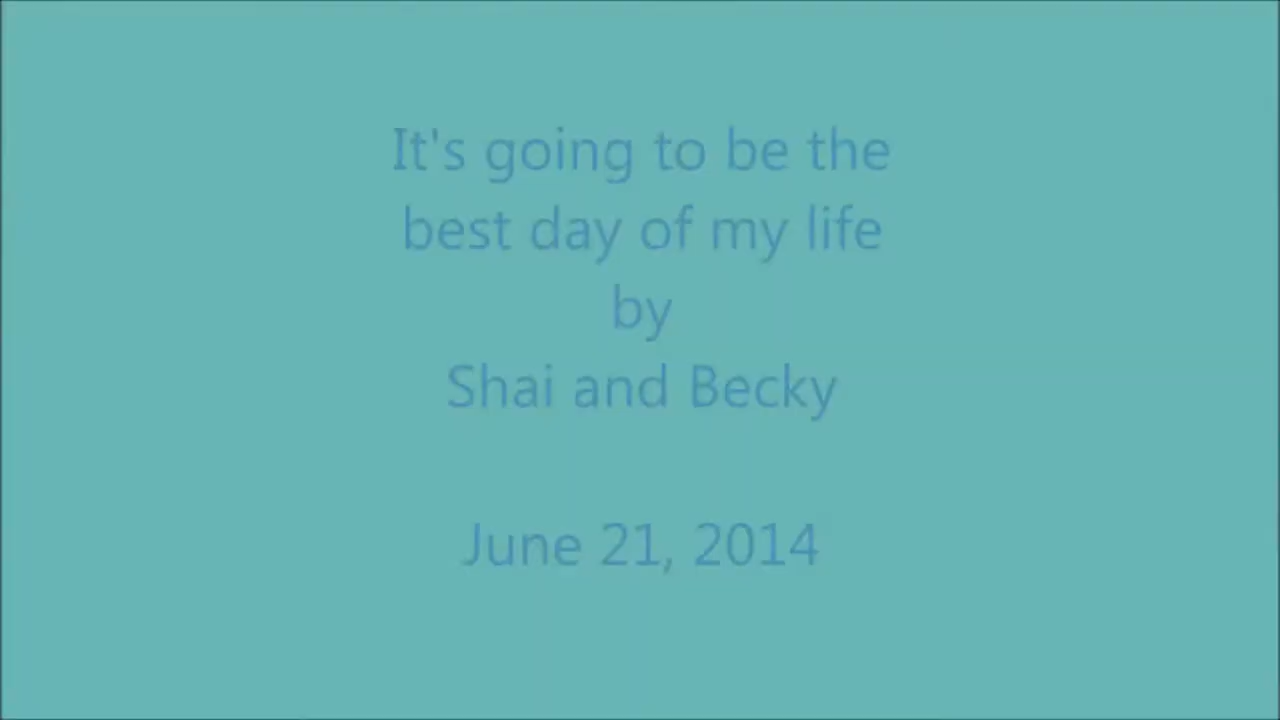 It's going to be the
best day of my life
by
Shai and Becky
June 21, 2014